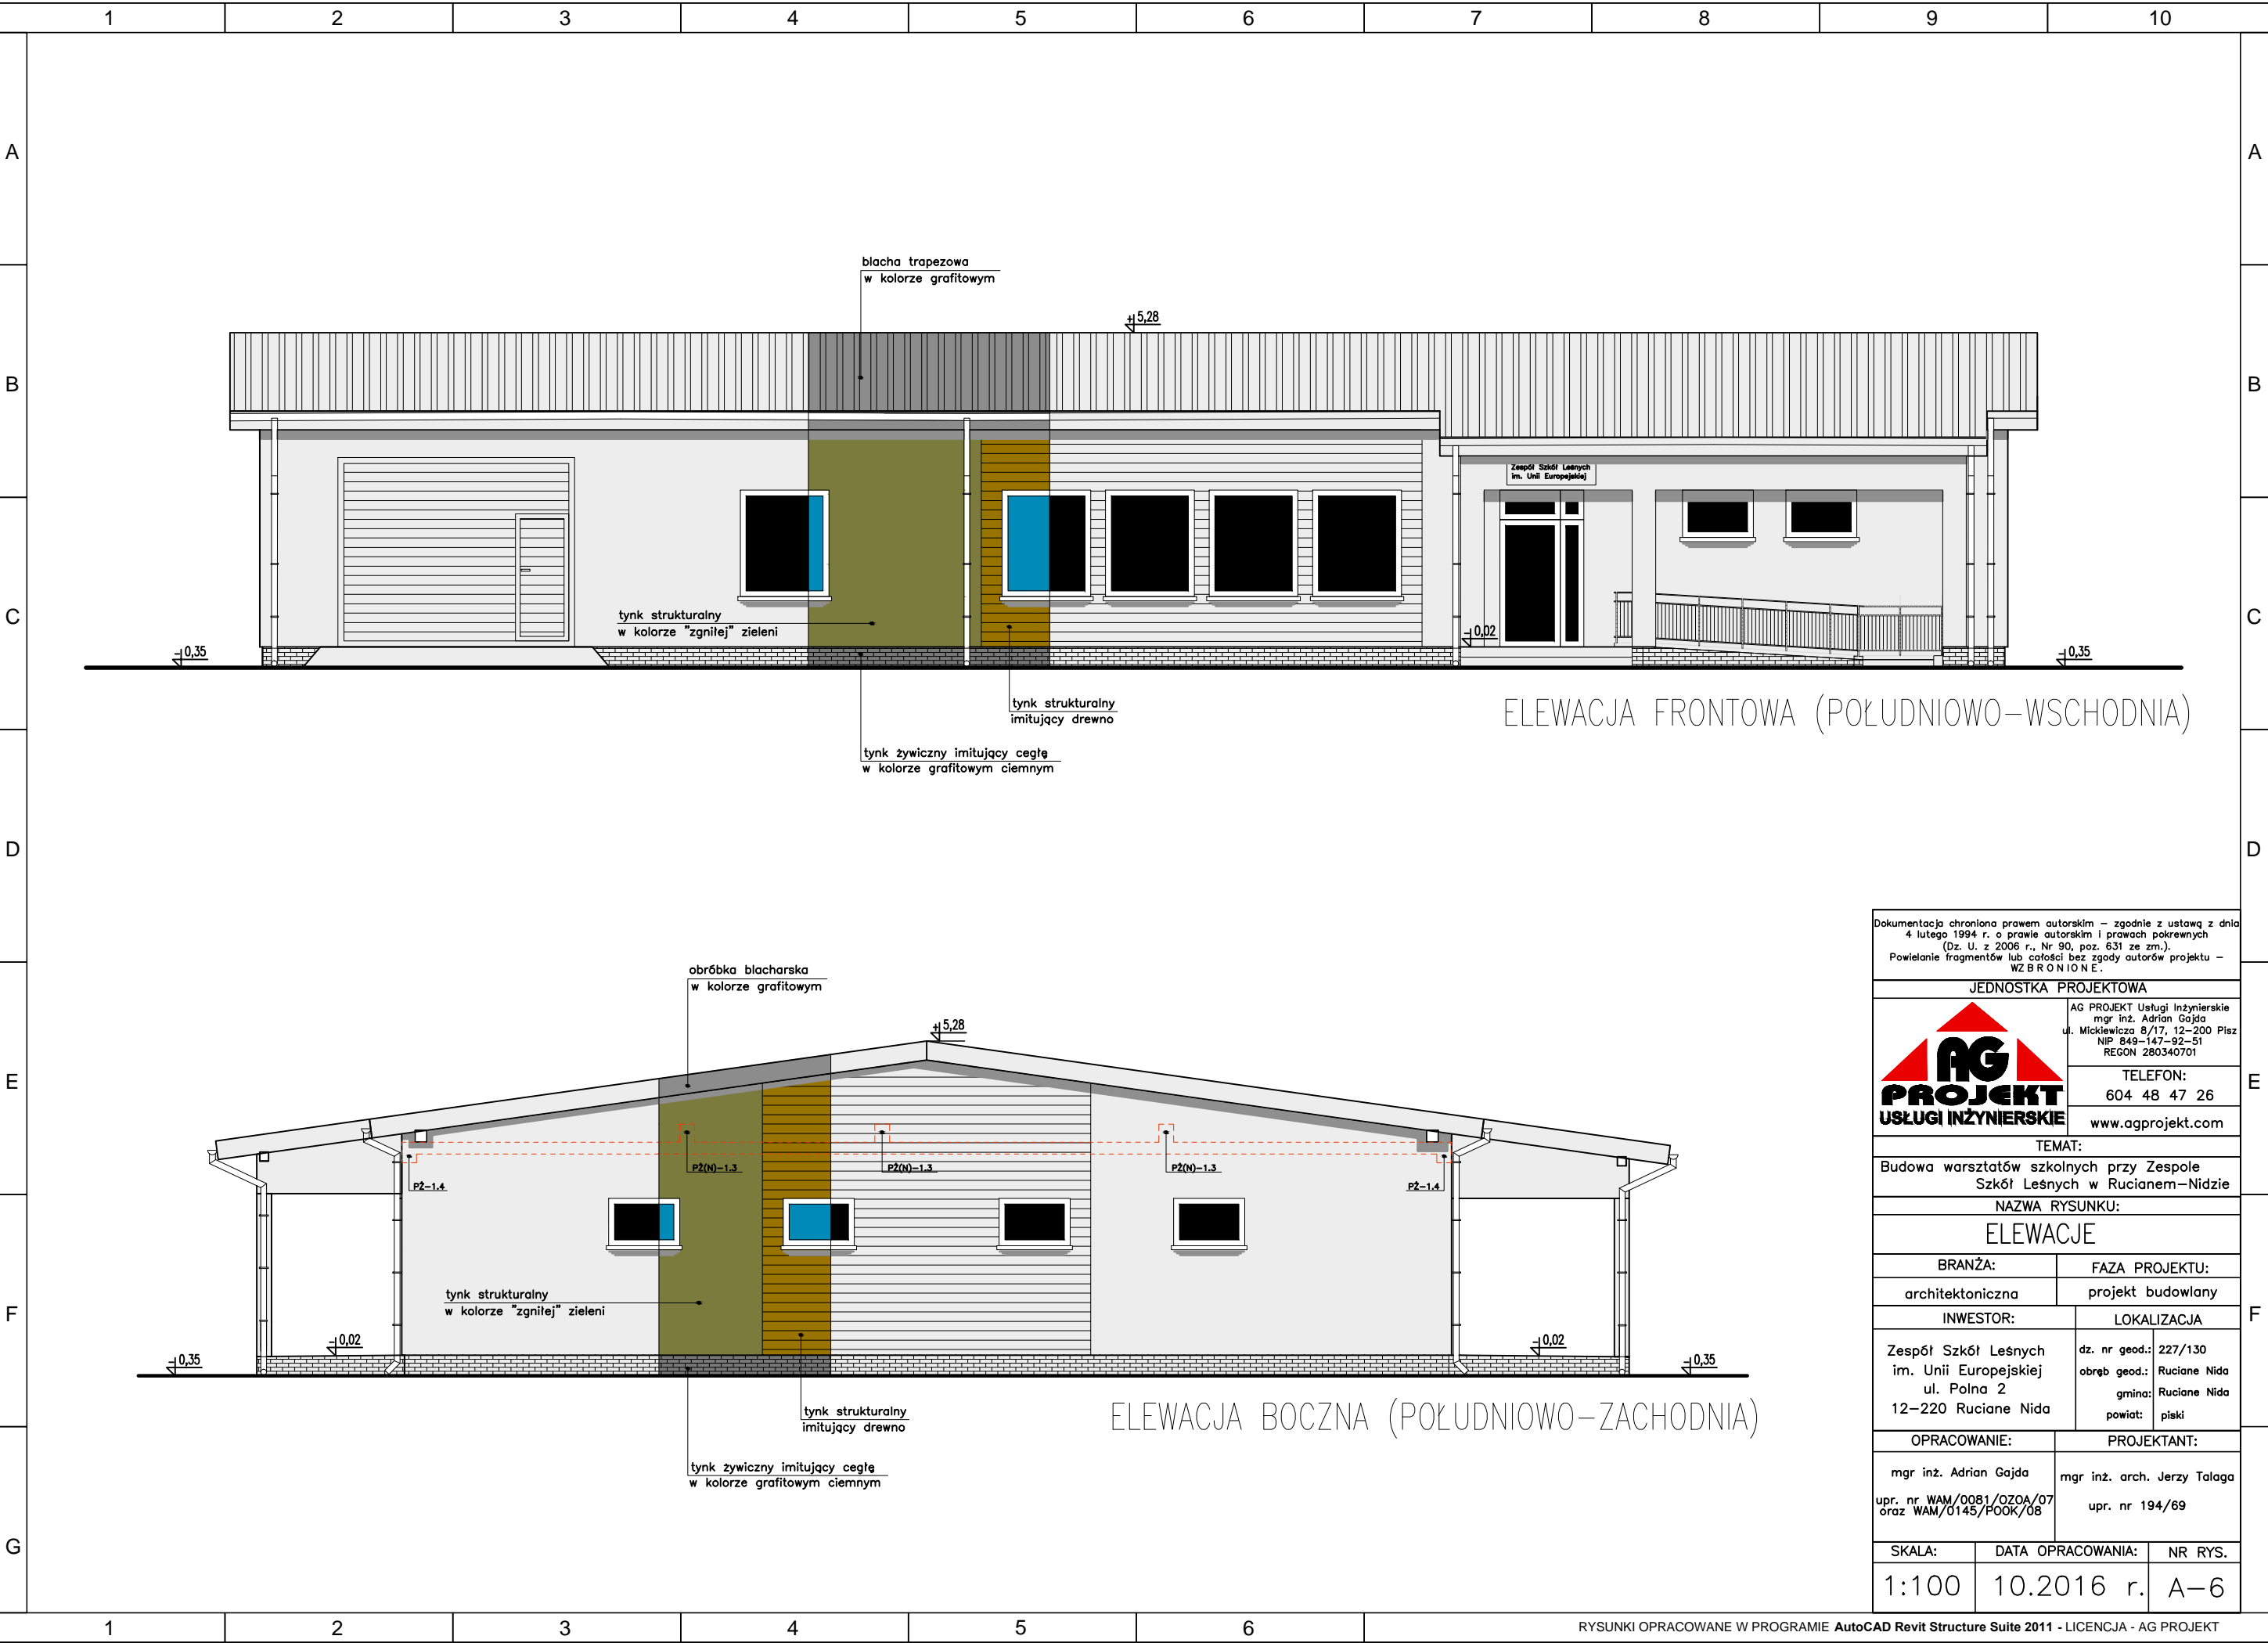 1 2 3 4 5 6 7 8 9 10
A A
B B
C C
D D
E E
F F
G
blacha trapezowa
w kolorze grafitowym
+5,28
Zespół Szkół Leśnych
im. Unii Europejskiej
tynk strukturalny
w kolorze "zgniłej" zieleni
-0,02
-0,35
-0,35
tynk strukturalny
imitujący drewno
ELEWACJA FRONTOWA (POŁUDNIOWO-WSCHODNIA)
tynk żywiczny imitujący cegłę
w kolorze grafitowym ciemnym
obróbka blacharska
w kolorze grafitowym
+5,28
PŻ(N)-1.3
PŻ(N)-1.3
PŻ(N)-1.3
PŻ-1.4
PŻ-1.4
tynk strukturalny
w kolorze "zgniłej" zieleni
-0,02
-0,02
-0,35
-0,35
tynk strukturalny
imitujący drewno
ELEWACJA BOCZNA (POŁUDNIOWO-ZACHODNIA)
tynk żywiczny imitujący cegłę
w kolorze grafitowym ciemnym
Dokumentacja chroniona prawem autorskim – zgodnie z ustawą z dnia
4 lutego 1994 r. o prawie autorskim i prawach pokrewnych
(Dz. U. z 2006 r., Nr 90, poz. 631 ze zm.).
Powielanie fragmentów lub całości bez zgody autorów projektu –
WZBRONIONE.
JEDNOSTKA PROJEKTOWA
AG
PROJEKT
USŁUGI INŻYNIERSKIE
AG PROJEKT Usługi Inżynierskie
mgr inż. Adrian Gajda
ul. Mickiewicza 8/17, 12-200 Pisz
NIP 849-147-92-51
REGON 280340701
TELEFON:
604 48 47 26
www.agprojekt.com
TEMAT:
Budowa warsztatów szkolnych przy Zespole
Szkół Leśnych w Rucianem-Nidzie
NAZWA RYSUNKU:
ELEWACJE
BRANŻA: FAZA PROJEKTU:
architektoniczna projekt budowlany
INWESTOR: LOKALIZACJA
Zespół Szkół Leśnych
im. Unii Europejskiej
ul. Polna 2
12-220 Ruciane Nida
dz. nr geod.: 227/130
obręb geod.: Ruciane Nida
gmina: Ruciane Nida
powiat: piski
OPRACOWANIE: PROJEKTANT:
mgr inż. Adrian Gajda
upr. nr WAM/0081/OZOA/07
oraz WAM/0145/POOK/08
mgr inż. arch. Jerzy Talaga
upr. nr 194/69
SKALA: DATA OPRACOWANIA: NR RYS.
1:100 10.2016 r. A-6
1 2 3 4 5 6
RYSUNKI OPRACOWANE W PROGRAMIE AutoCAD Revit Structure Suite 2011 - LICENCJA - AG PROJEKT